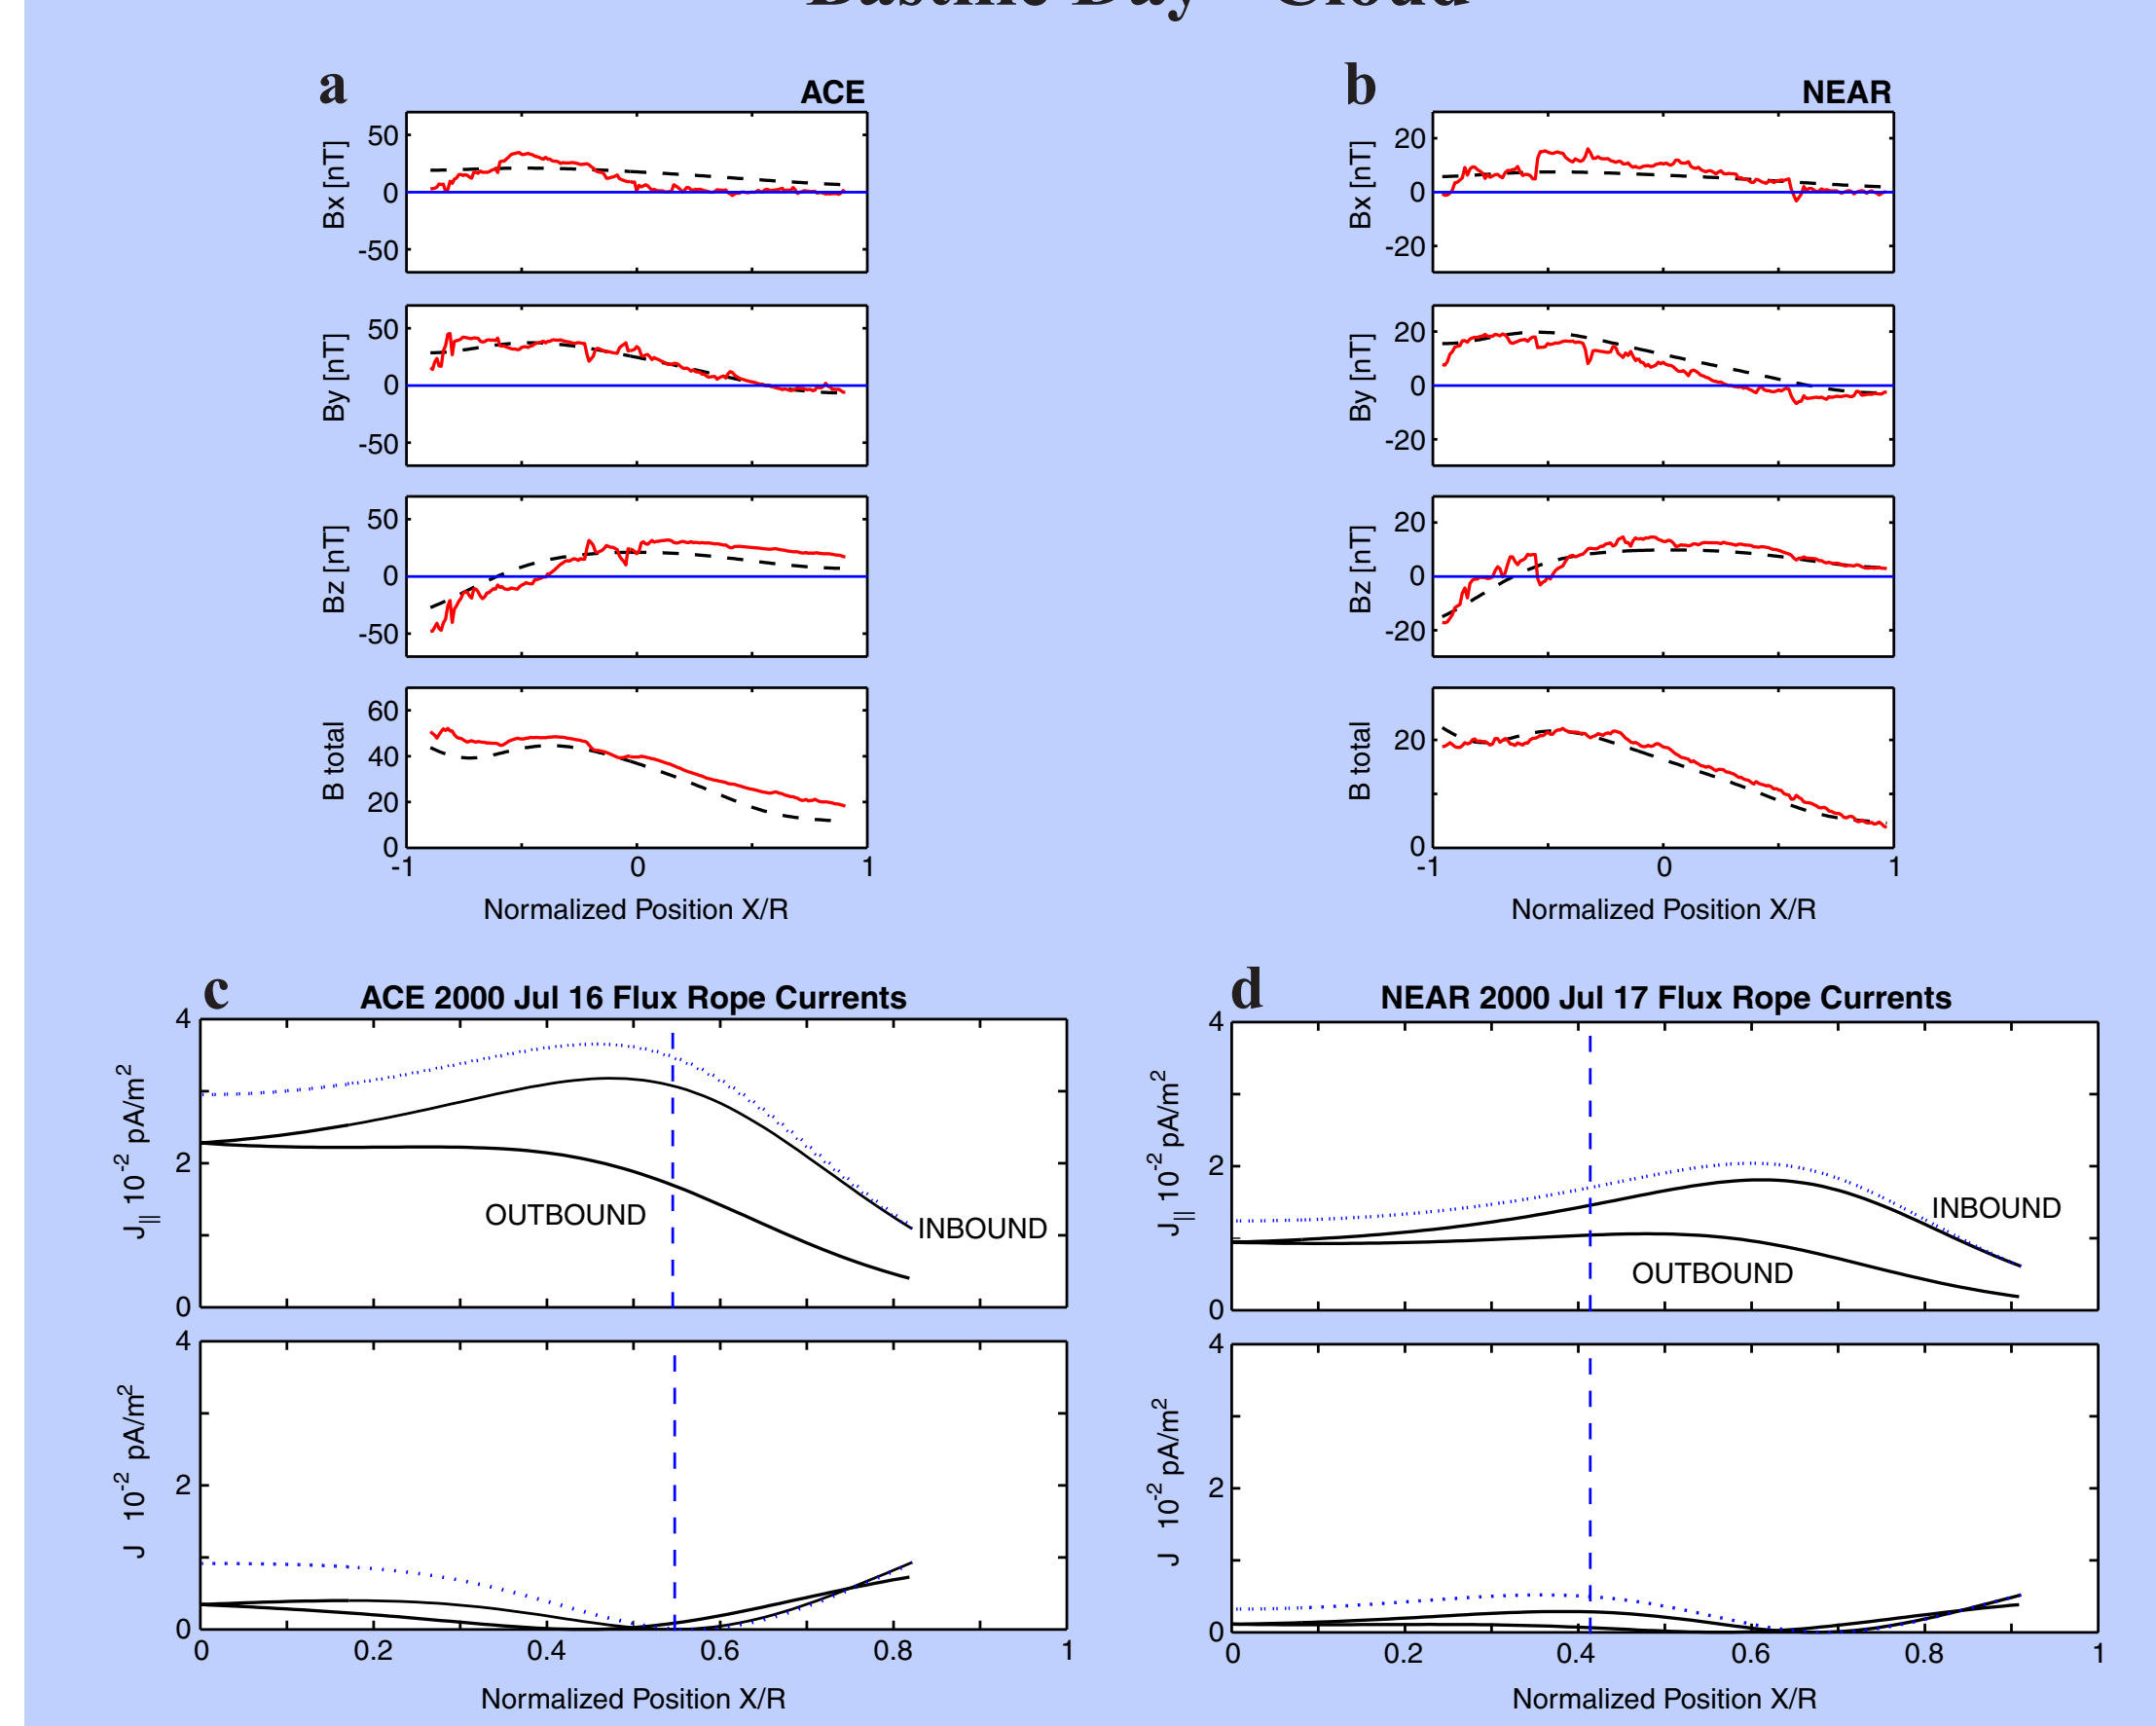 Bastille Day Cloud
a
ACE
Bx [nT]
50
0
-50
By [nT]
50
0
-50
Bz [nT]
50
0
-50
B total
60
40
20
0
-1
0
1
Normalized Position X/R
b
NEAR
Bx [nT]
20
0
-20
By [nT]
20
0
-20
Bz [nT]
20
0
-20
B total
20
0
-1
0
1
Normalized Position X/R
c
ACE 2000 Jul 16 Flux Rope Currents
J|| 10-2 pA/m2
4
2
0
OUTBOUND
INBOUND
J 10-2 pA/m2
4
2
0
0
0.2
0.4
0.6
0.8
1
Normalized Position X/R
d
NEAR 2000 Jul 17 Flux Rope Currents
J|| 10-2 pA/m2
4
2
0
INBOUND
OUTBOUND
J 10-2 pA/m2
4
2
0
0
0.2
0.4
0.6
0.8
1
Normalized Position X/R